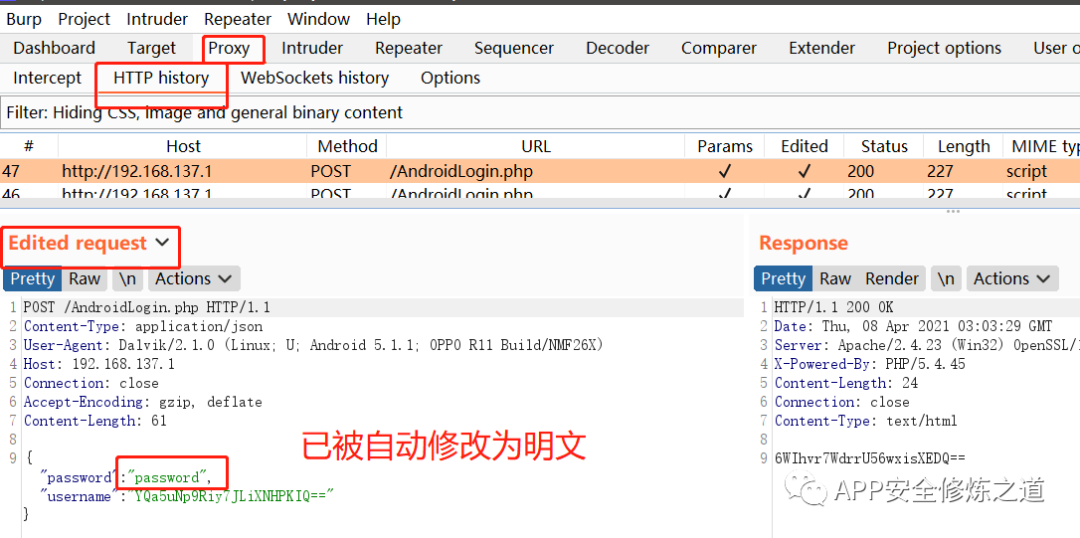 Burp Project Intruder Repeater Window Help
Dashboard Target Proxy Intruder Repeater Sequencer Decoder Comparer Extender Project options User o
Intercept HTTP history WebSockets history Options
Filter: Hiding CSS, image and general binary content
# Host Method URL Params Edited Status Length MIME typ
47 http://192.168.137.1 POST /AndroidLogin.php ✓ ✓ 200 227 script
46 http://192.168.137.1 POST /AndroidLogin.php ✓ ✓ 200 227 script
Edited request
Pretty Raw \n Actions
1 POST /AndroidLogin.php HTTP/1.1
2 Content-Type: application/json
3 User-Agent: Dalvik/2.1.0 (Linux; U; Android 5.1.1; OPPO R11 Build/NMF26X)
4 Host: 192.168.137.1
5 Connection: close
6 Accept-Encoding: gzip, deflate
7 Content-Length: 61
8
9 {
"password":"password",
"username":"YQa5uNp9Riy7JLiXNHPKIQ=="
}
已被自动修改为明文
Response
Pretty Raw Render \n Actions
1 HTTP/1.1 200 OK
2 Date: Thu, 08 Apr 2021 03:03:29 GMT
3 Server: Apache/2.4.23 (Win32) OpenSSL/
4 X-Powered-By: PHP/5.4.45
5 Content-Length: 24
6 Connection: close
7 Content-Type: text/html
8
9 6WIhvr7WdrrU56wxisXEDQ==
APP安全修炼之道